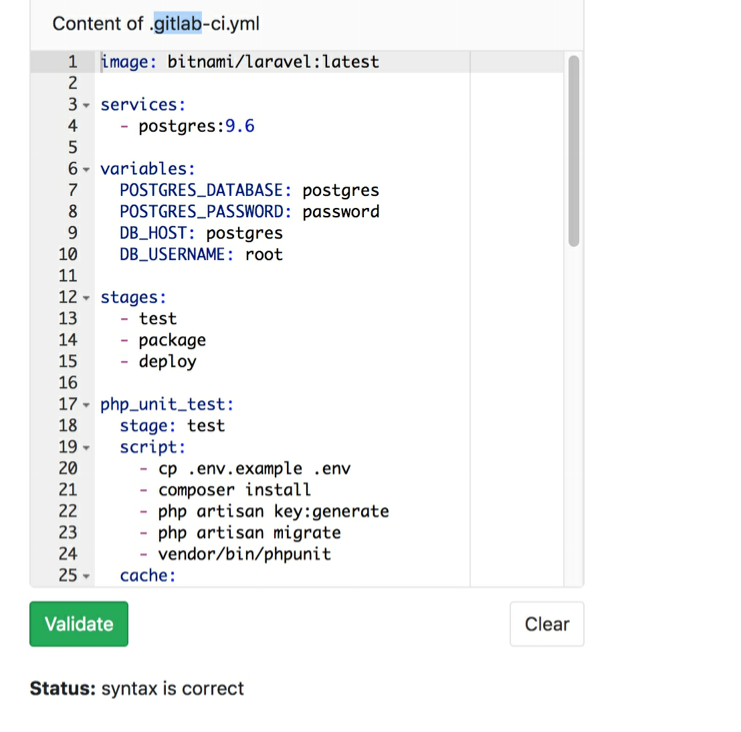 Content of .gitlab-ci.yml
1 image: bitnami/laravel:latest
2
3 services:
4 - postgres:9.6
5
6 variables:
7 POSTGRES_DATABASE: postgres
8 POSTGRES_PASSWORD: password
9 DB_HOST: postgres
10 DB_USERNAME: root
11
12 stages:
13 - test
14 - package
15 - deploy
16
17 php_unit_test:
18 stage: test
19 script:
20 - cp .env.example .env
21 - composer install
22 - php artisan key:generate
23 - php artisan migrate
24 - vendor/bin/phpunit
25 cache:
Validate Clear
Status: syntax is correct